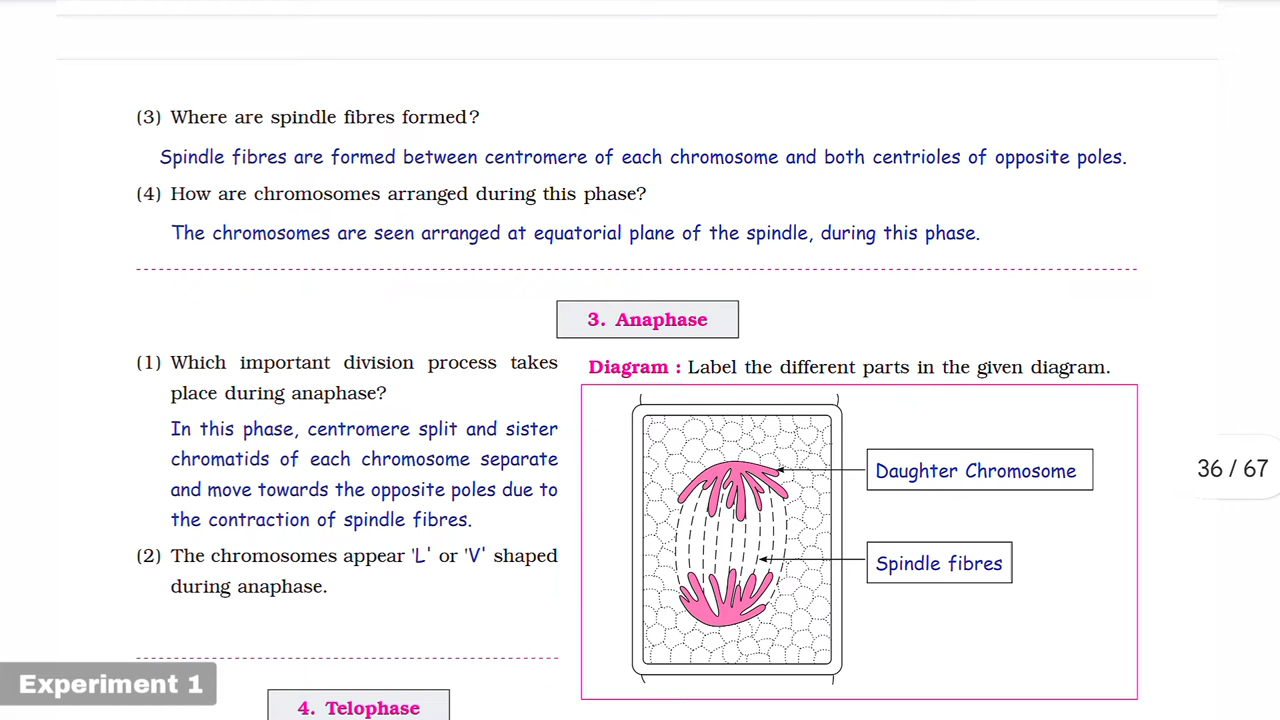 (3) Where are spindle fibres formed?
Spindle fibres are formed between centromere of each chromosome and both centrioles of opposite poles.
(4) How are chromosomes arranged during this phase?
The chromosomes are seen arranged at equatorial plane of the spindle, during this phase.
3. Anaphase
(1) Which important division process takes
place during anaphase?
In this phase, centromere split and sister
chromatids of each chromosome separate
and move towards the opposite poles due to
the contraction of spindle fibres.
(2) The chromosomes appear 'L' or 'V' shaped
during anaphase.
Diagram : Label the different parts in the given diagram.
Daughter Chromosome
Spindle fibres
36 / 67
Experiment 1
4. Telophase